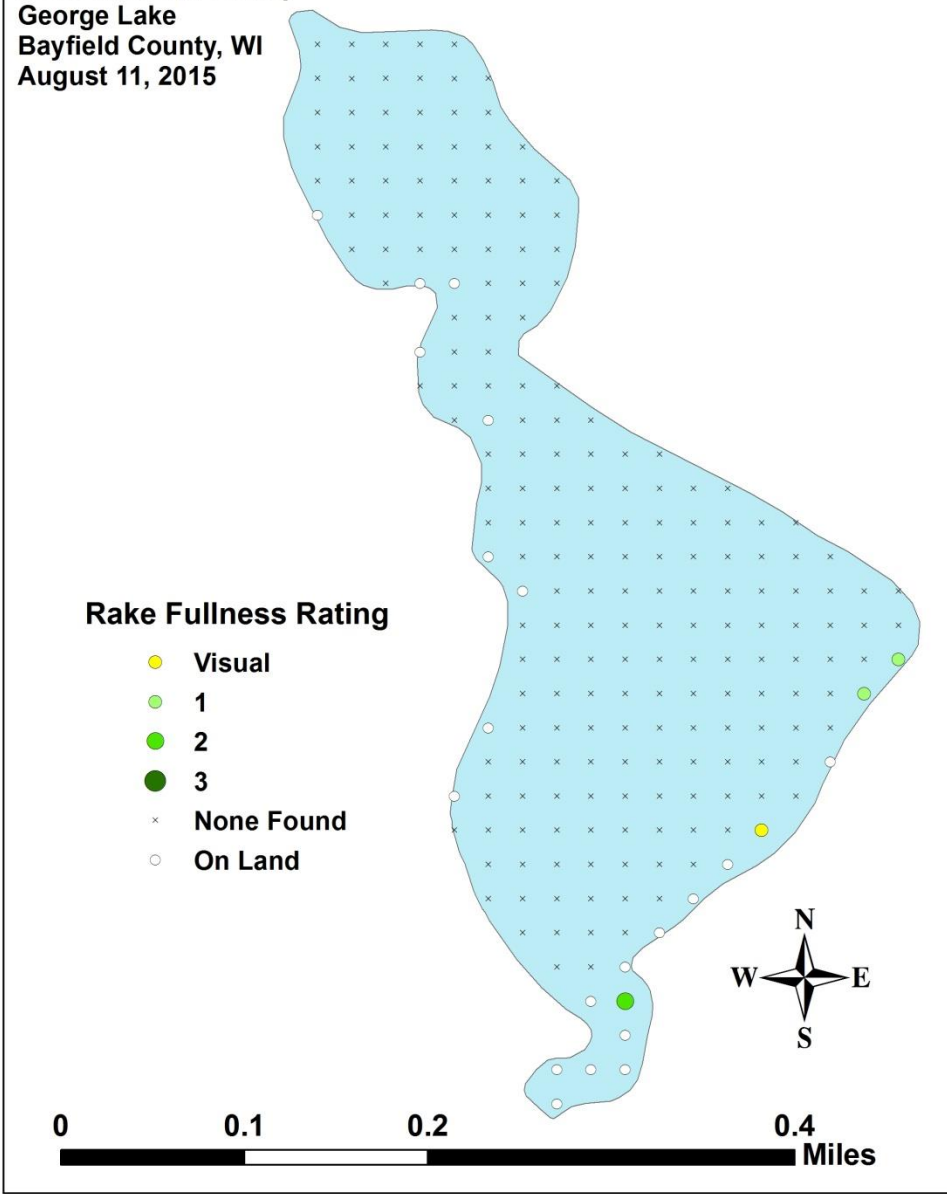 George Lake
Bayfield County, WI
August 11, 2015
Rake Fullness Rating
Visual
1
2
3
None Found
On Land
N
W E
S
0 0.1 0.2 0.4
Miles